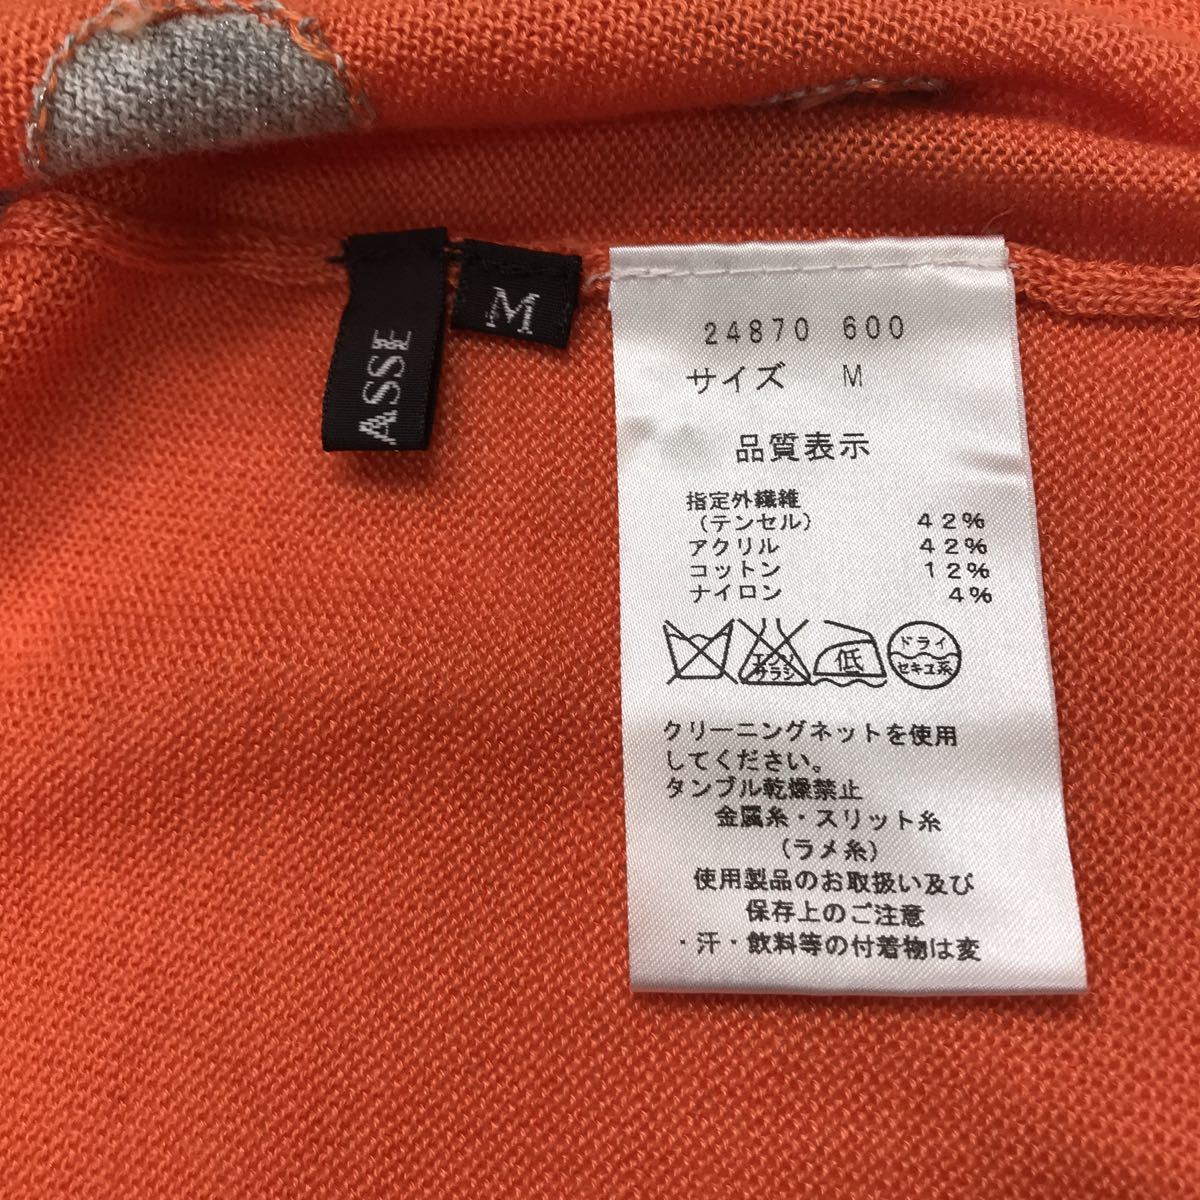 ASSE
M
24870 600
サイズ M
品質表示
指定外繊維
(テンセル) 42%
アクリル 42%
コットン 12%
ナイロン 4%
エンソ
サラシ
低
ドライ
セキユ系
クリーニングネットを使用
してください。
タンブル乾燥禁止
金属糸・スリット糸
(ラメ糸)
使用製品のお取扱い及び
保存上のご注意
・汗・飲料等の付着物は変